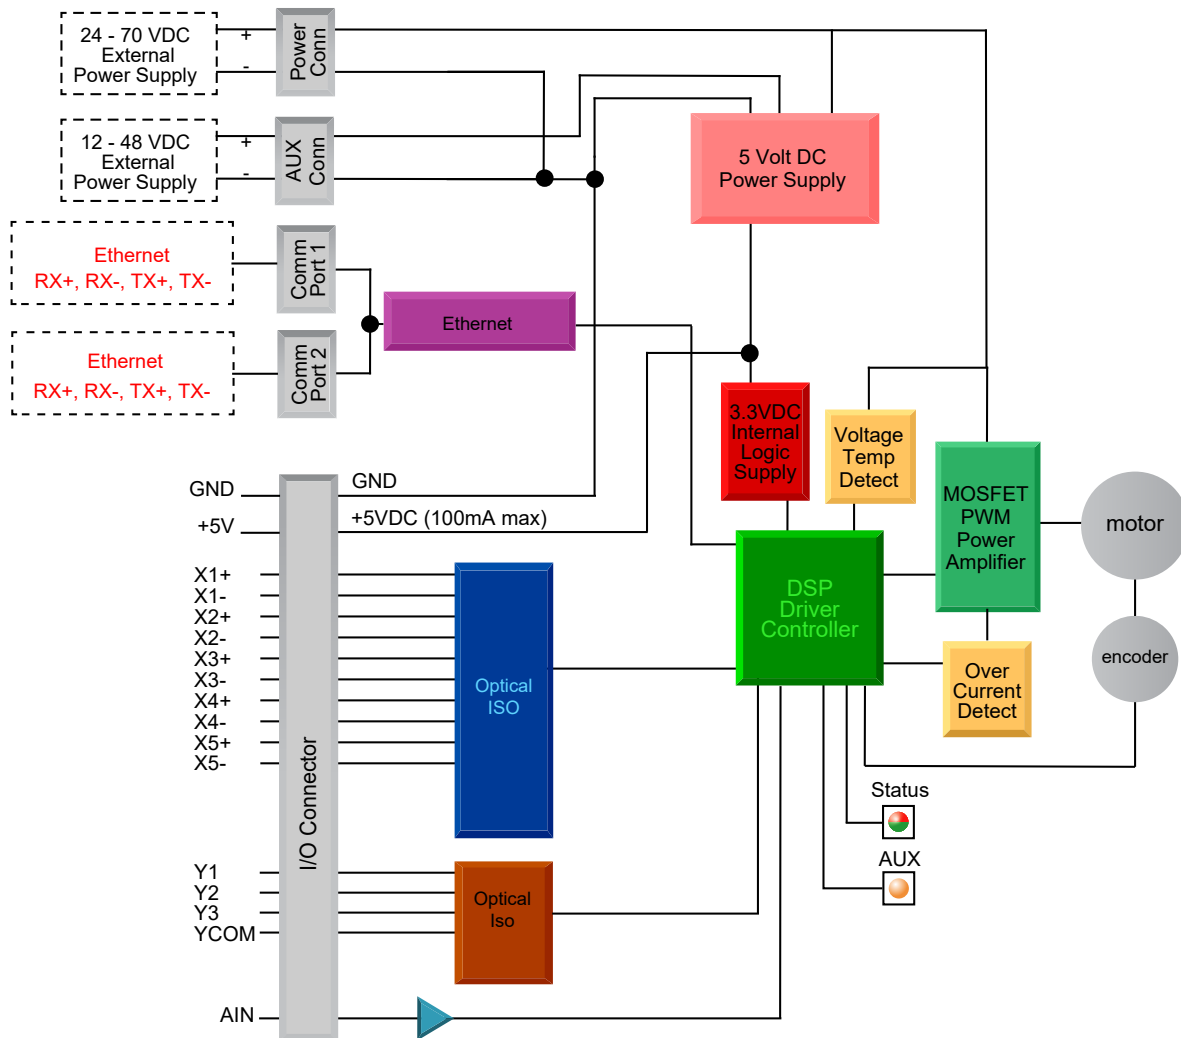 24 - 70 VDC
External
Power Supply
+
-
Power
Conn
12 - 48 VDC
External
Power Supply
+
-
AUX
Conn
5 Volt DC
Power Supply
Ethernet
RX+, RX-, TX+, TX-
Comm
Port 1
Ethernet
Ethernet
RX+, RX-, TX+, TX-
Comm
Port 2
3.3VDC
Internal
Logic
Supply
Voltage
Temp
Detect
MOSFET
PWM
Power
Amplifier
motor
encoder
GND
GND
+5V
+5VDC (100mA max)
X1+
X1-
X2+
X2-
X3+
X3-
X4+
X4-
X5+
X5-
I/O Connector
Optical
ISO
DSP
Driver
Controller
Over
Current
Detect
Status
AUX
Y1
Y2
Y3
YCOM
Optical
Iso
AIN